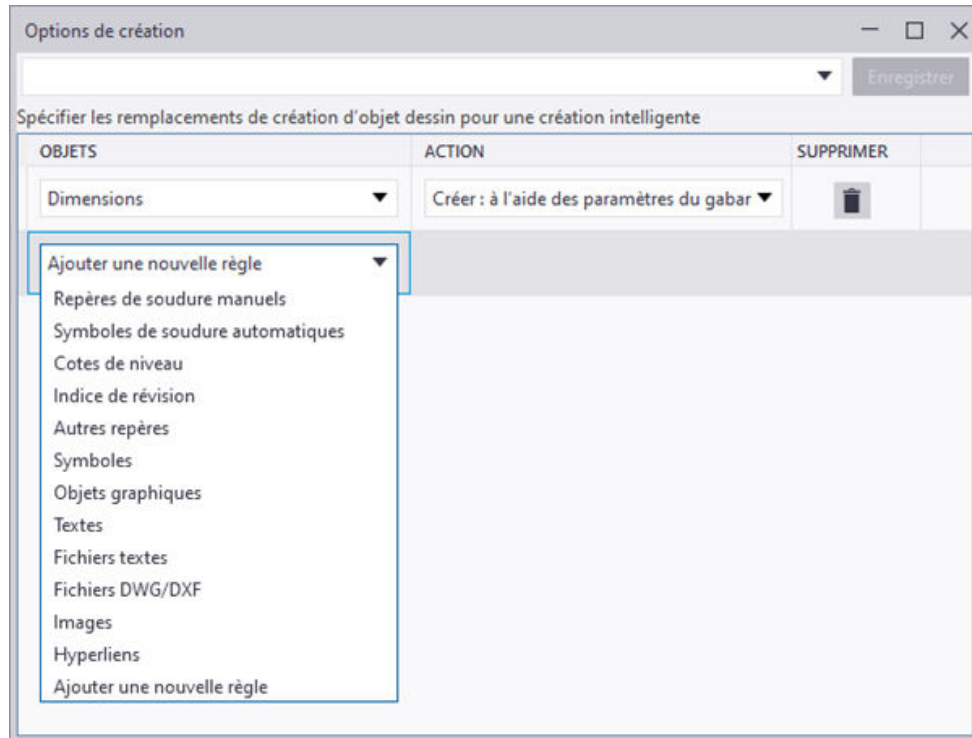 Options de création
Enregistrer
Spécifier les remplacements de création d'objet dessin pour une création intelligente
OBJETS ACTION SUPPRIMER
Dimensions Créer : à l'aide des paramètres du gabar
Ajouter une nouvelle règle
Repères de soudure manuels
Symboles de soudure automatiques
Cotes de niveau
Indice de révision
Autres repères
Symboles
Objets graphiques
Textes
Fichiers textes
Fichiers DWG/DXF
Images
Hyperliens
Ajouter une nouvelle règle